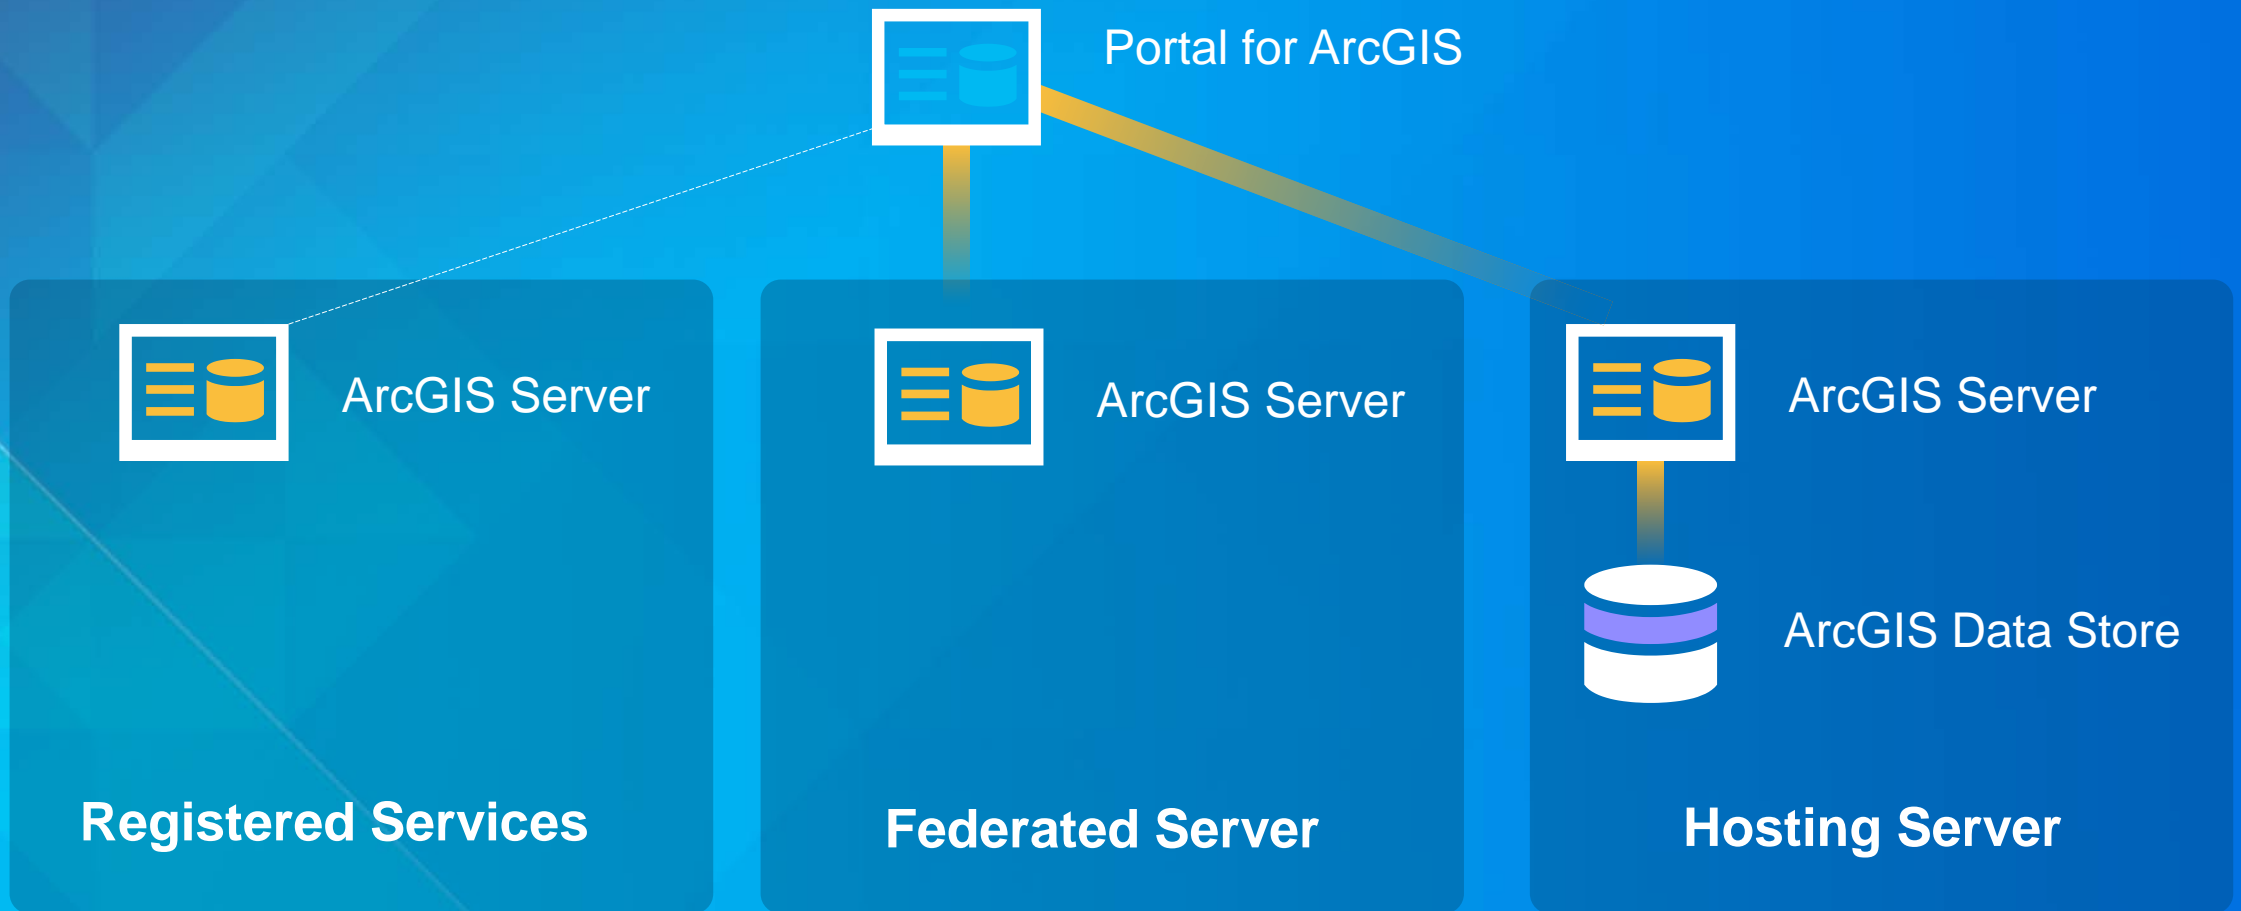 Portal for ArcGIS
ArcGIS Server
ArcGIS Server
ArcGIS Server
ArcGIS Data Store
Registered Services
Federated Server
Hosting Server